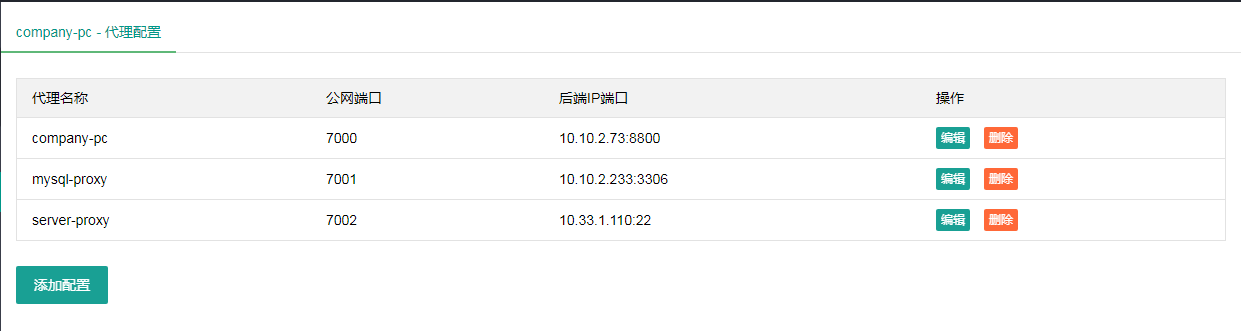 company-pc - 代理配置
代理名称 公网端口 后端IP端口 操作
company-pc 7000 10.10.2.73:8800 编辑 删除
mysql-proxy 7001 10.10.2.233:3306 编辑 删除
server-proxy 7002 10.33.1.110:22 编辑 删除
添加配置